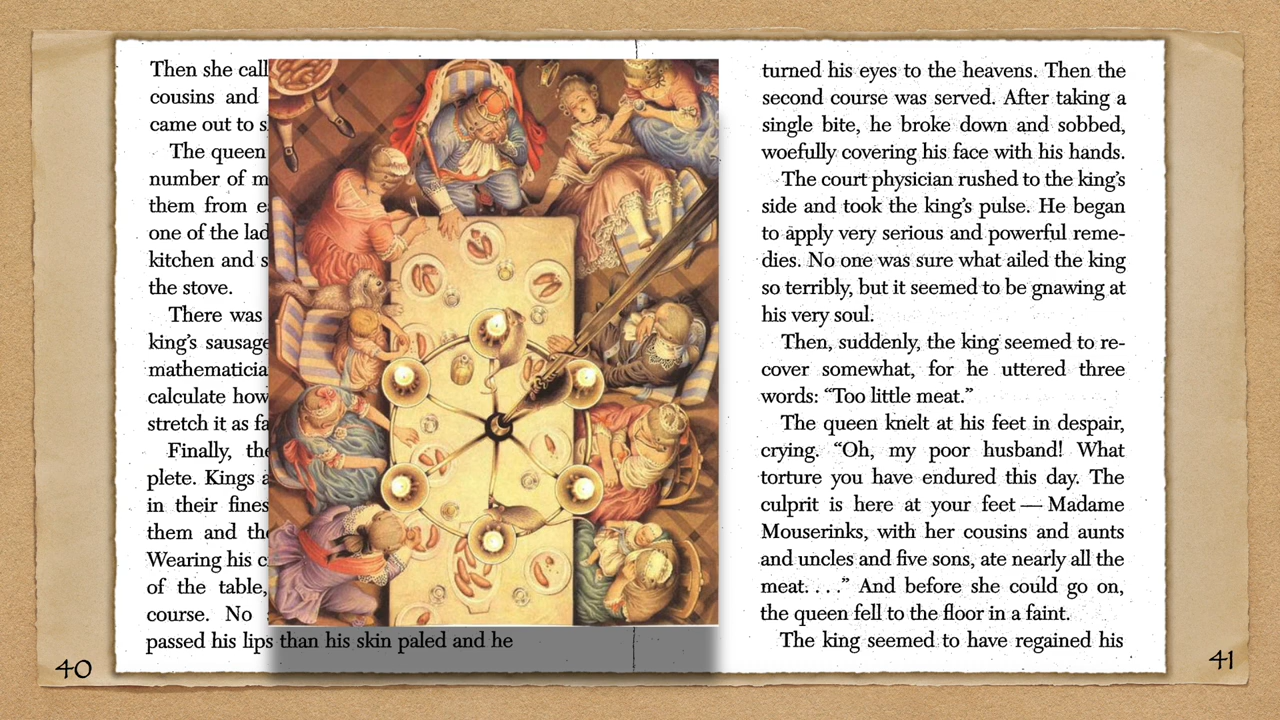 Then she call
cousins and
came out to s
The queen
number of m
them from e
one of the lad
kitchen and s
the stove.
There was
king's sausage
mathematicia
calculate how
stretch it as fa
Finally, the
plete. Kings a
in their fines
them and the
Wearing his c
of the table,
course. No
passed his lips than his skin paled and he
40
turned his eyes to the heavens. Then the
second course was served. After taking a
single bite, he broke down and sobbed,
woefully covering his face with his hands.
The court physician rushed to the king's
side and took the king's pulse. He began
to apply very serious and powerful reme-
dies. No one was sure what ailed the king
so terribly, but it seemed to be gnawing at
his very soul.
Then, suddenly, the king seemed to re-
cover somewhat, for he uttered three
words: "Too little meat."
The queen knelt at his feet in despair,
crying. "Oh, my poor husband! What
torture you have endured this day. The
culprit is here at your feet — Madame
Mouserinks, with her cousins and aunts
and uncles and five sons, ate nearly all the
meat. . . ." And before she could go on,
the queen fell to the floor in a faint.
The king seemed to have regained his
41